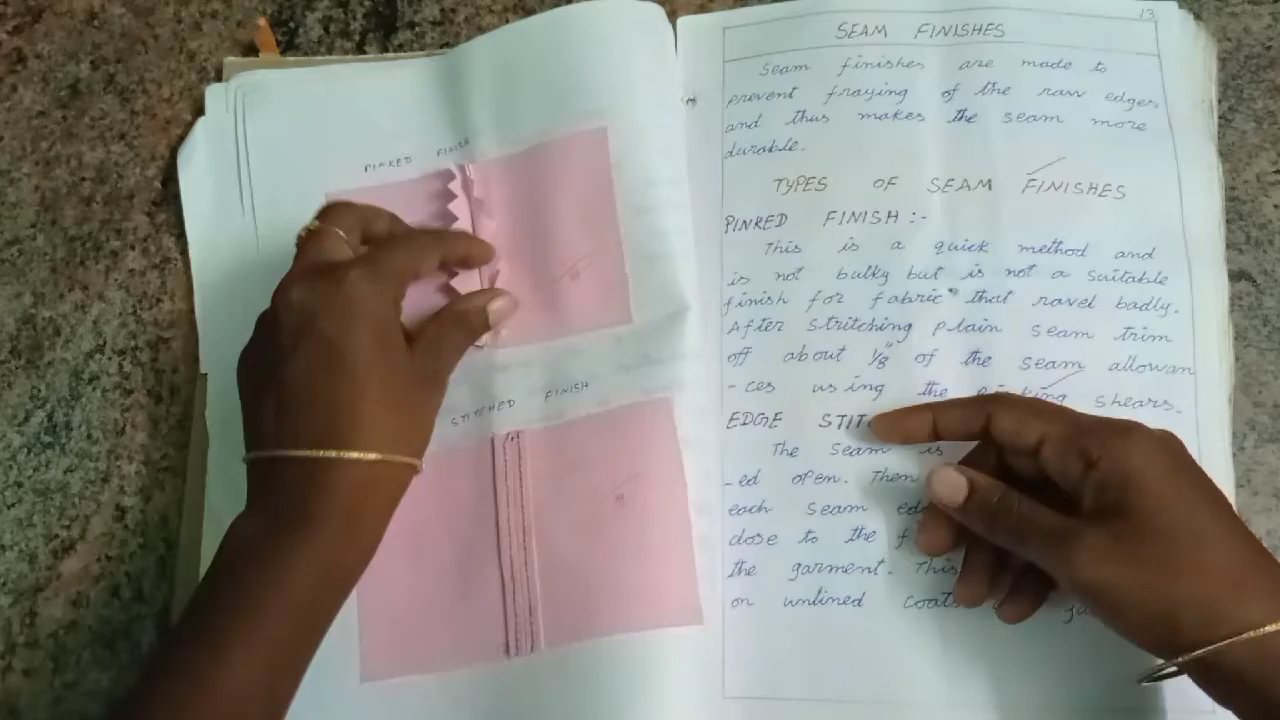 PINKED FINISH
STITCHED FINISH
13
SEAM FINISHES
Seam finishes are made to
prevent fraying of the raw edges
and thus makes the seam more
durable.
TYPES OF SEAM FINISHES
PINKED FINISH :-
This is a quick method and
is not bulky but is not a suitable
finish for fabric that ravel badly.
After stritching plain seam trim
off about 1/8" of the seam allowan
-ces using the pinking shears.
EDGE
The seam is
-ed open. Then
each seam
close to the
the garment. This
on unlined coats